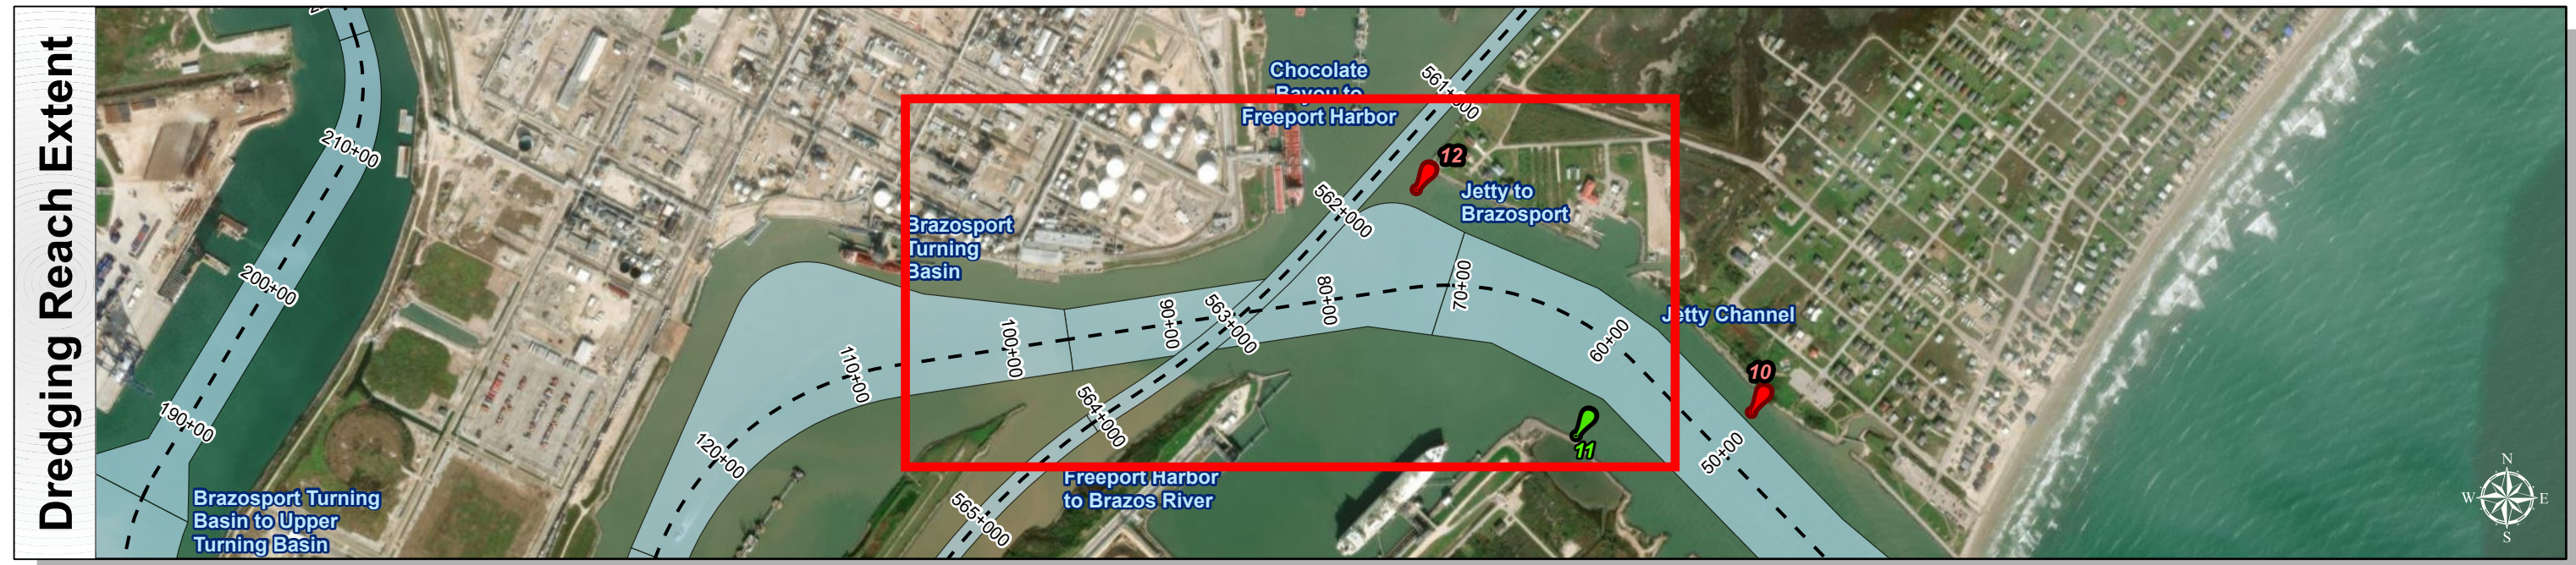 Dredging Reach Extent
210+00
200+00
190+00
Brazosport Turning
Basin to Upper
Turning Basin
120+00
110+00
100+00
90+00
80+00
70+00
60+00
50+00
Brazosport
Turning
Basin
Chocolate
Bayou to
Freeport Harbor
561+000
562+000
563+000
564+000
565+000
12
Jetty to
Brazosport
Jetty Channel
10
11
Freeport Harbor
to Brazos River
N
W
E
S